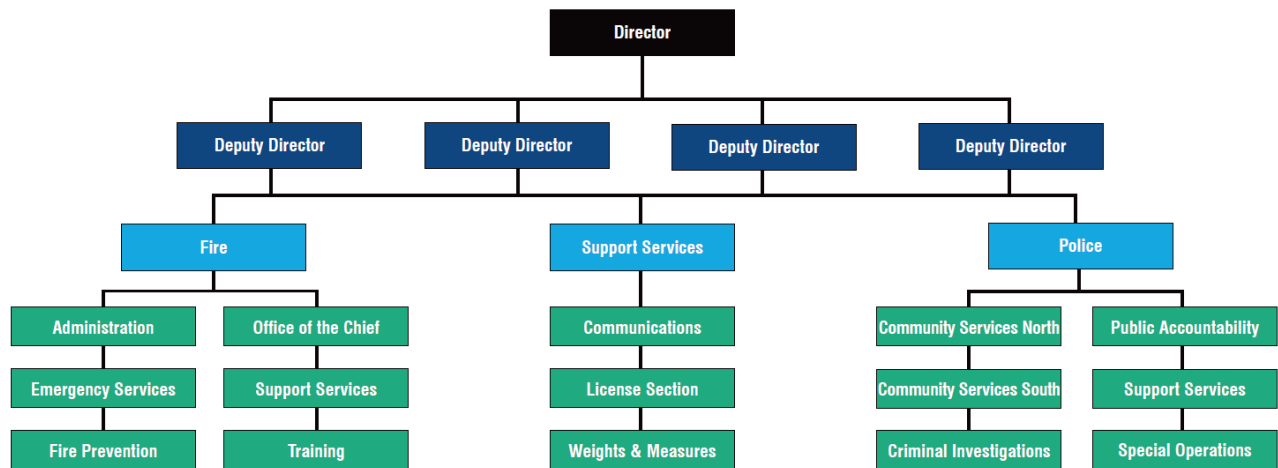 Director
Deputy Director
Deputy Director
Deputy Director
Deputy Director
Fire
Support Services
Police
Administration
Office of the Chief
Communications
Community Services North
Public Accountability
Emergency Services
Support Services
License Section
Community Services South
Support Services
Fire Prevention
Training
Weights & Measures
Criminal Investigations
Special Operations